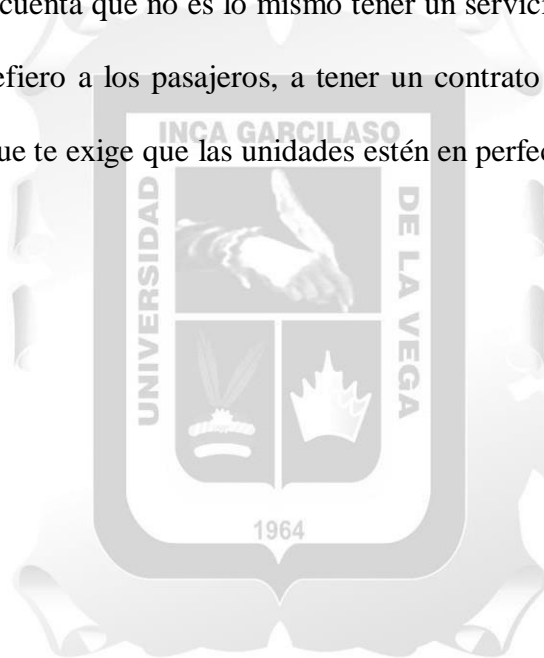 cuenta que no es lo mismo tener un servici
efiero a los pasajeros, a tener un contrato
ue te exige que las unidades estén en perfec
INCA GARCILASO
UNIVERSIDAD
DE LA VEGA
1964